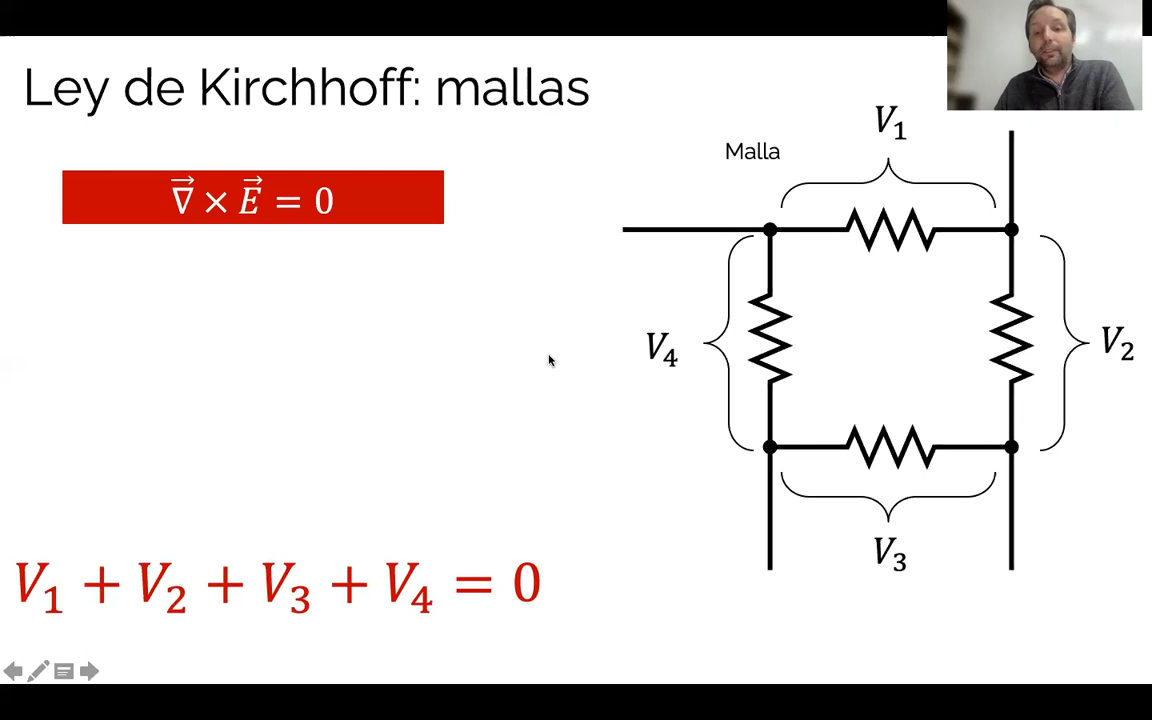 Ley de Kirchhoff: mallas
∇⃗ × E⃗ = 0
Malla
V₁
V₄
V₂
V₃
V₁ + V₂ + V₃ + V₄ = 0